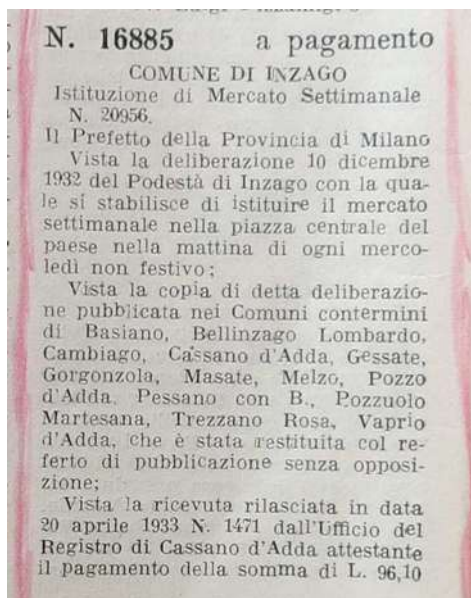 N. 16885 a pagamento
COMUNE DI INZAGO
Istituzione di Mercato Settimanale
N. 20956.
Il Prefetto della Provincia di Milano
Vista la deliberazione 10 dicembre
1932 del Podestà di Inzago con la qua-
le si stabilisce di istituire il mercato
settimanale nella piazza centrale del
paese nella mattina di ogni merco-
ledì non festivo;
Vista la copia di detta deliberazio-
ne pubblicata nei Comuni contermini
di Basiano, Bellinzago Lombardo,
Cambiago, Cassano d'Adda, Gessate,
Gorgonzola, Masate, Melzo, Pozzo
d'Adda, Pessano con B., Pozzuolo
Martesana, Trezzano Rosa, Vaprio
d'Adda, che è stata restituita col re-
ferto di pubblicazione senza opposi-
zione;
Vista la ricevuta rilasciata in data
20 aprile 1933 N. 1471 dall'Ufficio del
Registro di Cassano d'Adda attestante
il pagamento della somma di L. 96,10